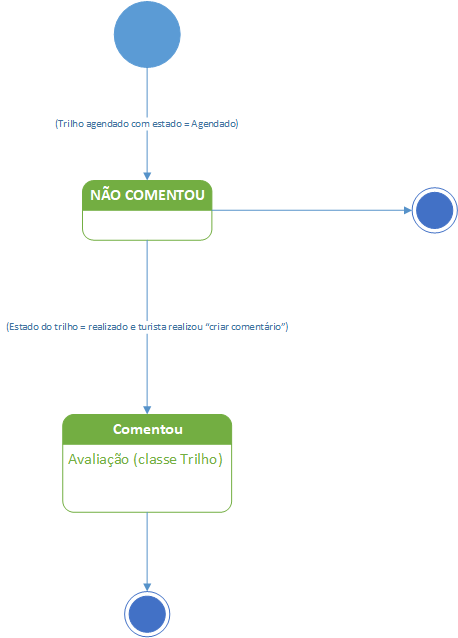 (Trilho agendado com estado = Agendado)
NÃO COMENTOU
(Estado do trilho = realizado e turista realizou “criar comentário”)
Comentou
Avaliação (classe Trilho)